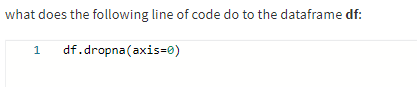 what does the following line of code do to the dataframe df:
1 df.dropna(axis=0)